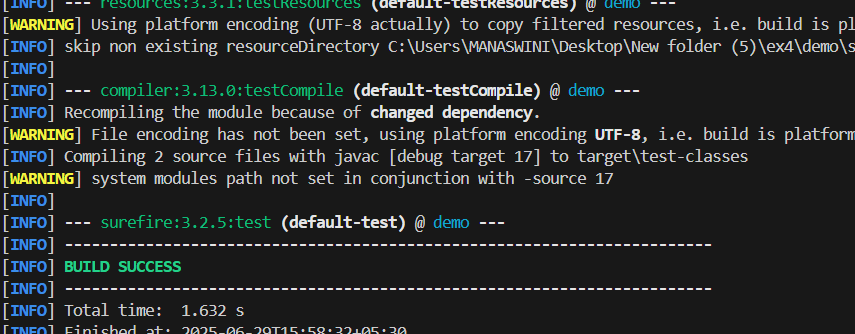 [INFO] --- resources:3.3.1:testResources (default-testResources) @ demo ---
[WARNING] Using platform encoding (UTF-8 actually) to copy filtered resources, i.e. build is pl
[INFO] skip non existing resourceDirectory C:\Users\MANASWINI\Desktop\New folder (5)\ex4\demo\s
[INFO]
[INFO] --- compiler:3.13.0:testCompile (default-testCompile) @ demo ---
[INFO] Recompiling the module because of changed dependency.
[WARNING] File encoding has not been set, using platform encoding UTF-8, i.e. build is platform
[INFO] Compiling 2 source files with javac [debug target 17] to target\test-classes
[WARNING] system modules path not set in conjunction with -source 17
[INFO]
[INFO] --- surefire:3.2.5:test (default-test) @ demo ---
[INFO] ------------------------------------------------------------------------
[INFO] BUILD SUCCESS
[INFO] ------------------------------------------------------------------------
[INFO] Total time:  1.632 s
[INFO] Finished at: 2025-06-29T15:58:32+05:30